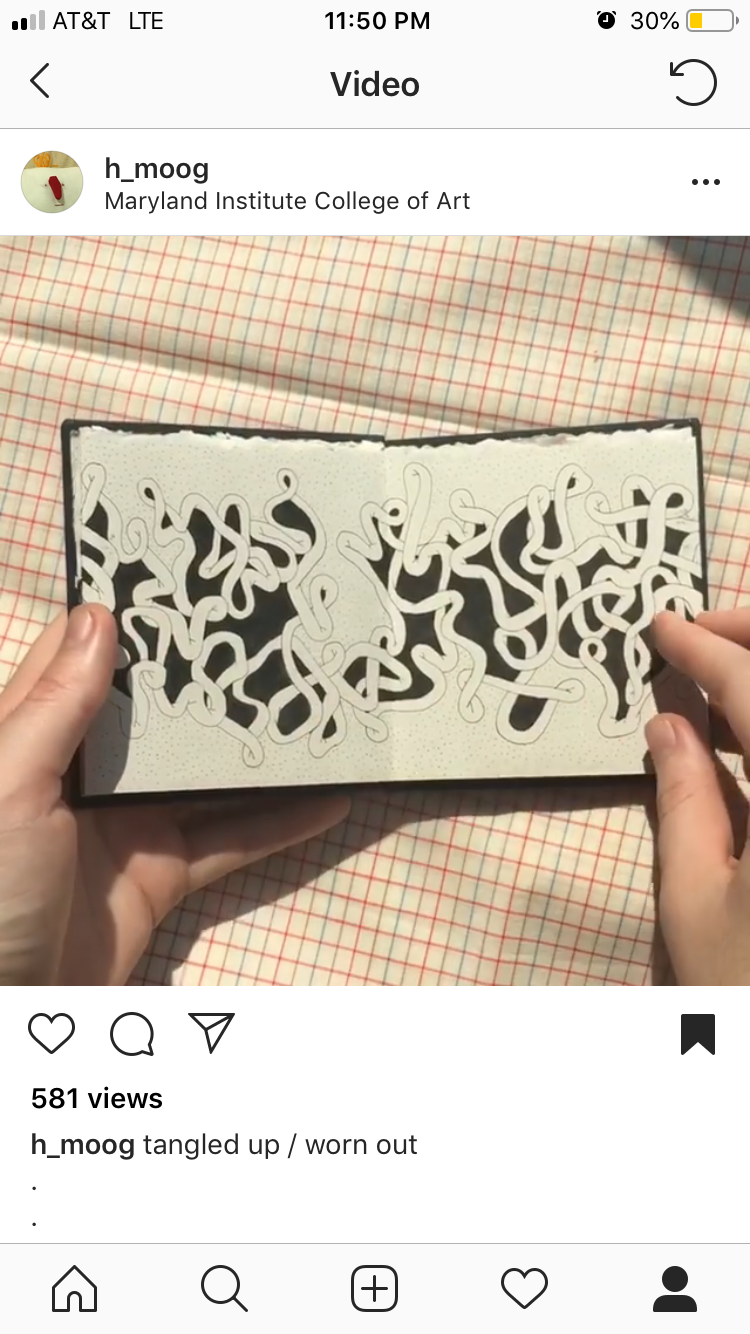 AT&T LTE 11:50 PM 30%
Video
h_moog
Maryland Institute College of Art
581 views
h_moog tangled up / worn out
.
.